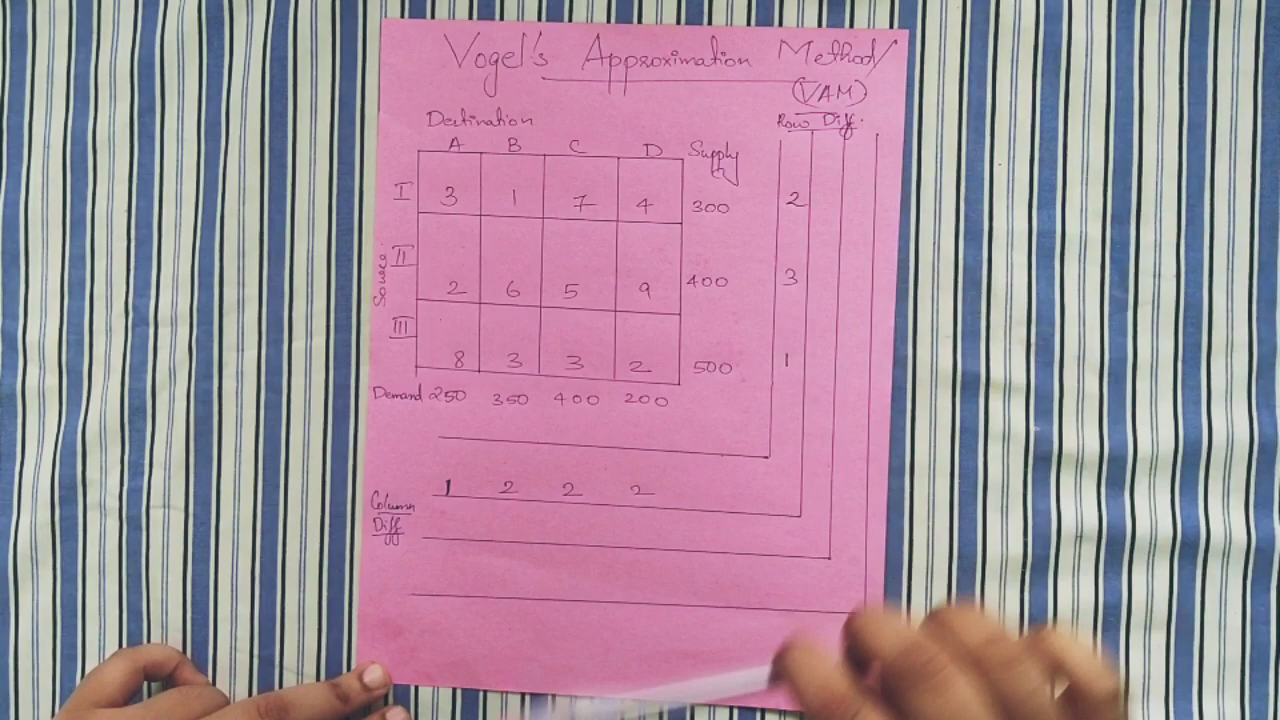 Vogel's Approximation Method
(VAM)
Destination
Row Diff.
A B C D Supply
I 3 1 7 4 300 2
II 2 6 5 9 400 3
Source
III 8 3 3 2 500 1
Demand 250 350 400 200
1 2 2 2
Column
Diff